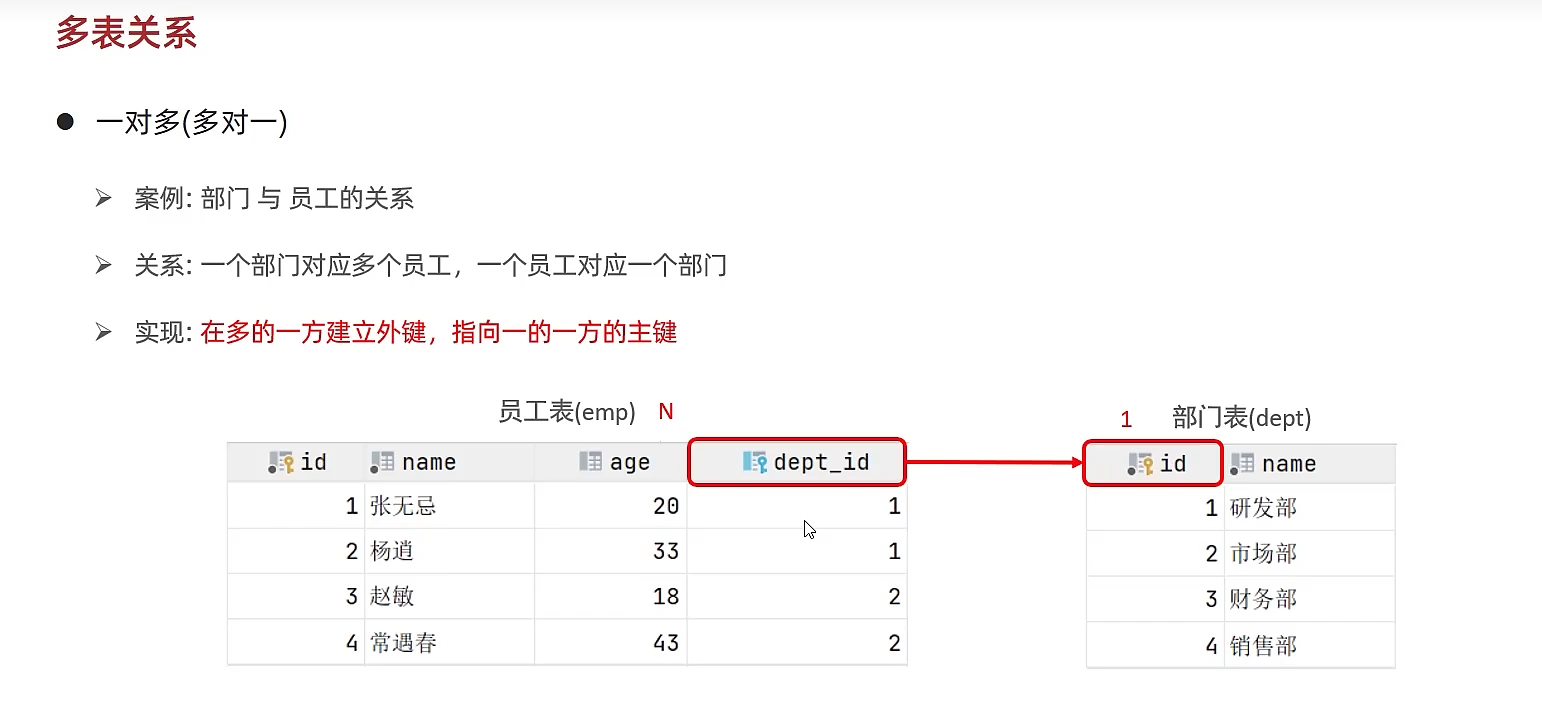 多表关系
一对多(多对一)
案例: 部门 与 员工的关系
关系: 一个部门对应多个员工，一个员工对应一个部门
实现: 在多的一方建立外键，指向一的一方的主键
员工表(emp) N
id name age dept_id
1 张无忌 20 1
2 杨逍 33 1
3 赵敏 18 2
4 常遇春 43 2
1 部门表(dept)
id name
1 研发部
2 市场部
3 财务部
4 销售部